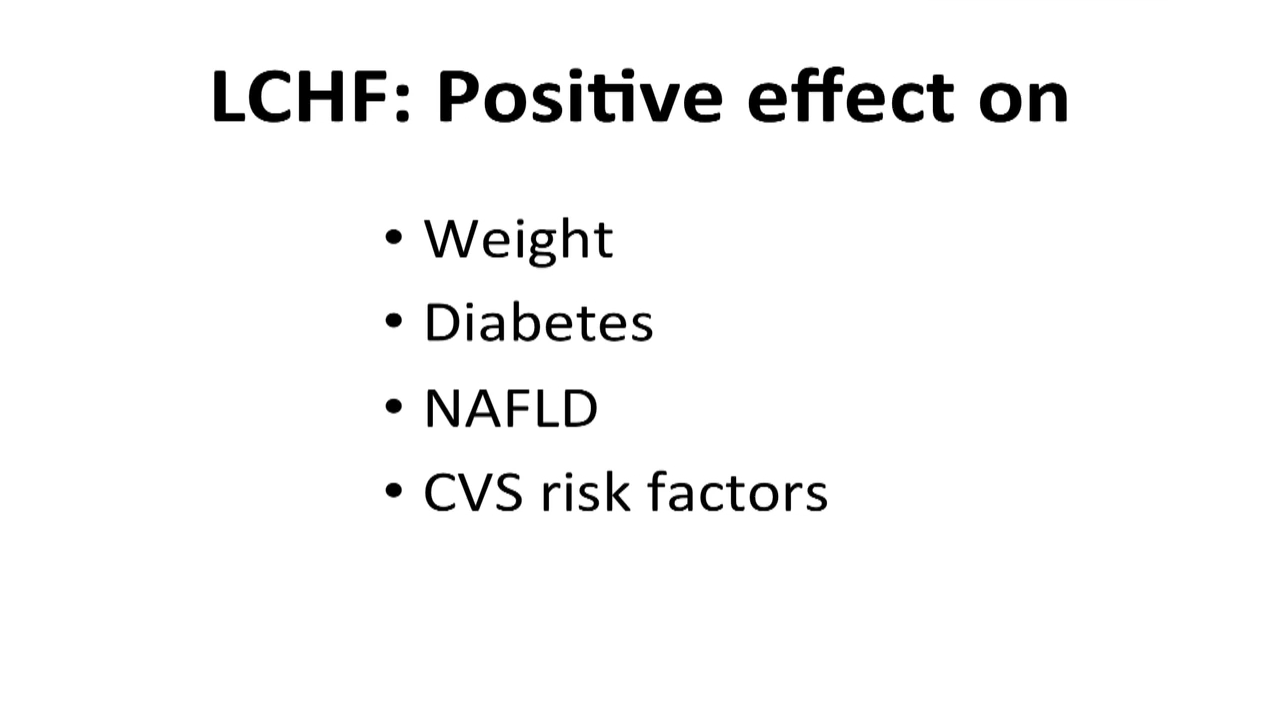 LCHF: Positive effect on
• Weight
• Diabetes
• NAFLD
• CVS risk factors